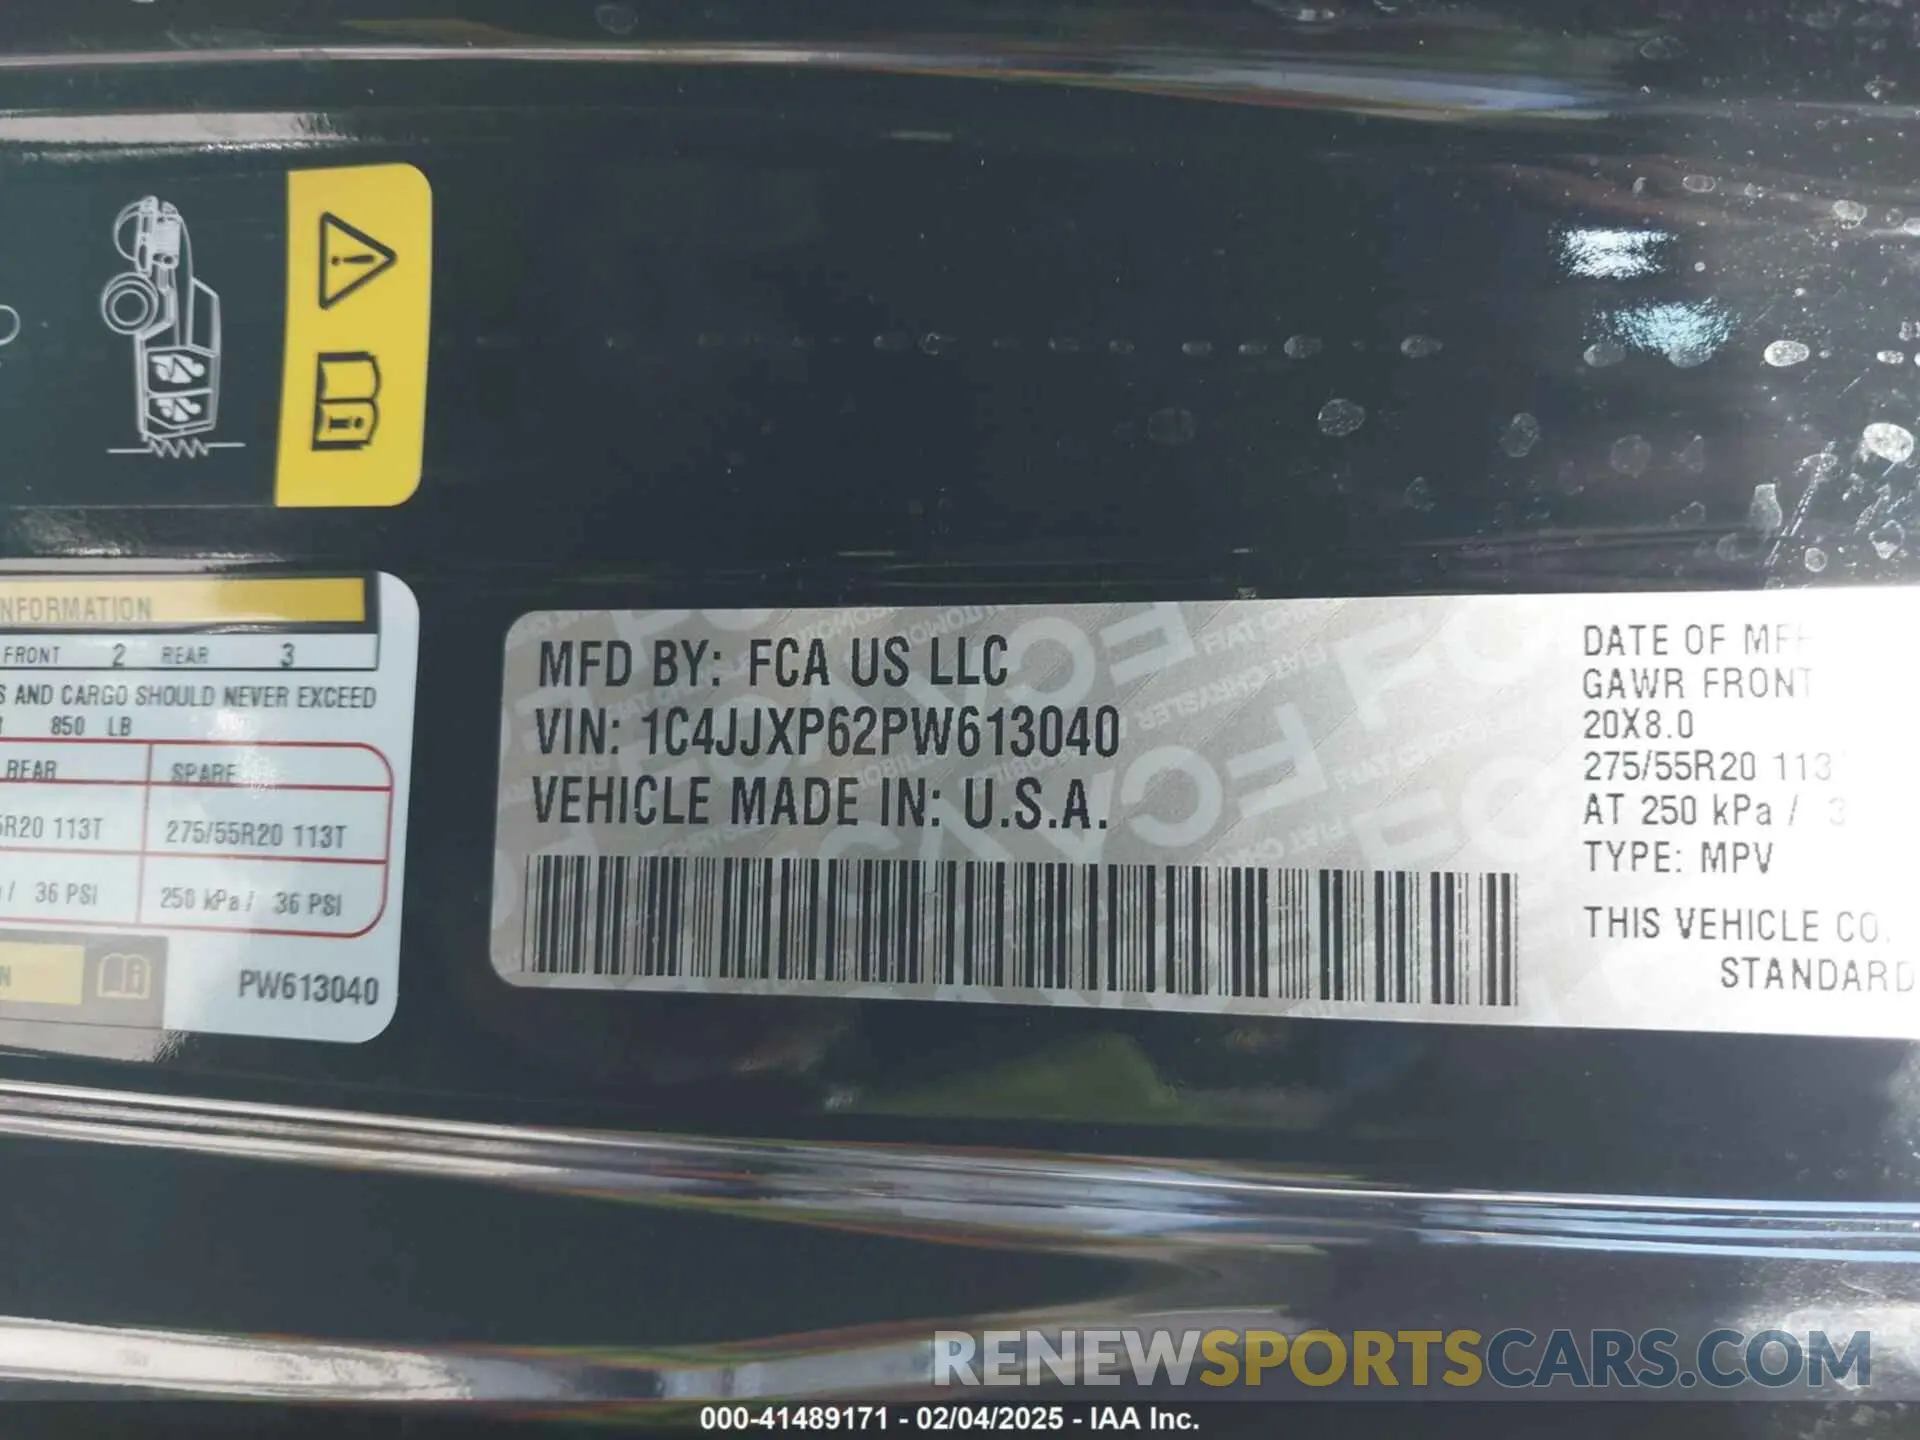 NFORMATION
FRONT 2 REAR 3
AND CARGO SHOULD NEVER EXCEED
850 LB
REAR SPARE
R20 113T 275/55R20 113T
/ 36 PSI 250 kPa / 36 PSI
N
PW613040
MFD BY: FCA US LLC
VIN: 1C4JJXP62PW613040
VEHICLE MADE IN: U.S.A.
DATE OF MF
GAWR FRONT
20X8.0
275/55R20 113
AT 250 kPa / 3
TYPE: MPV
THIS VEHICLE CO
STANDARD
RENEWSPORTSCARS.COM
000-41489171 - 02/04/2025 - IAA Inc.